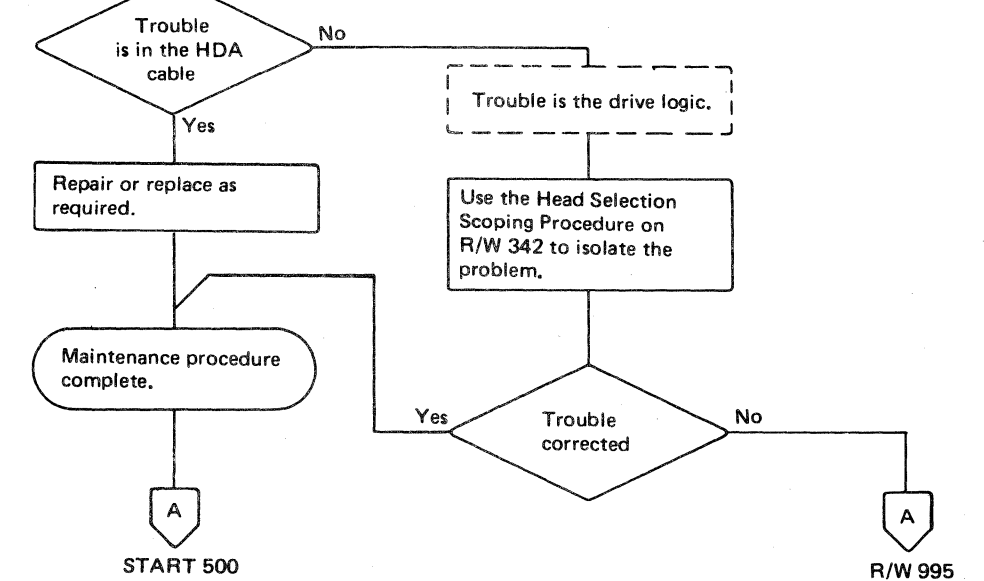 Trouble
is in the HDA
cable
No
Yes
Trouble is the drive logic.
Repair or replace as
required.
Use the Head Selection
Scoping Procedure on
R/W 342 to isolate the
problem.
Maintenance procedure
complete.
Yes
Trouble
corrected
No
A
START 500
A
R/W 995